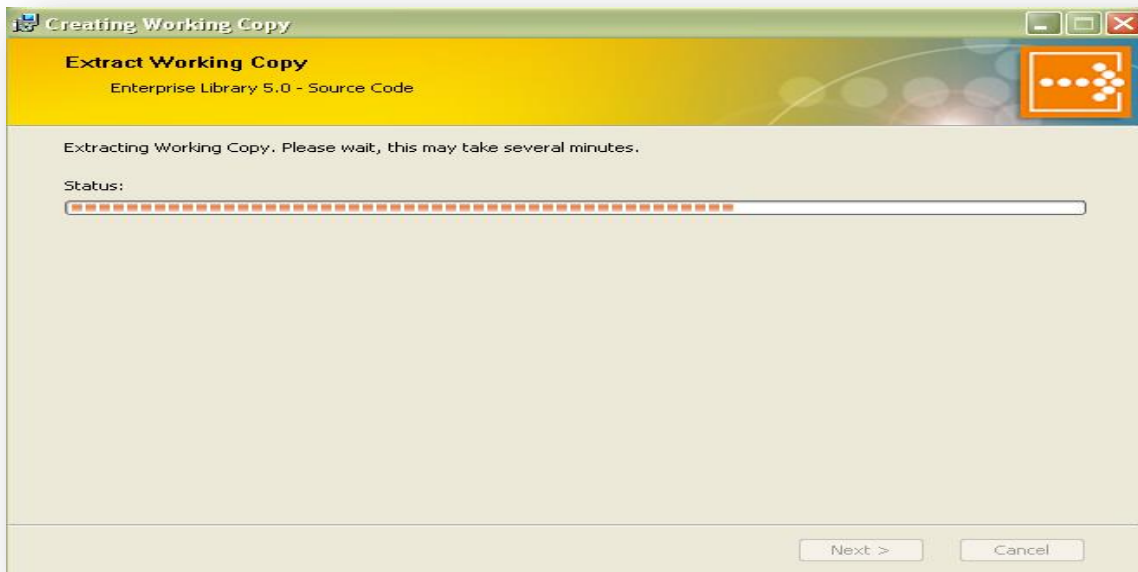 Creating Working Copy
Extract Working Copy
Enterprise Library 5.0 - Source Code
Extracting Working Copy. Please wait, this may take several minutes.
Status:
Next >
Cancel